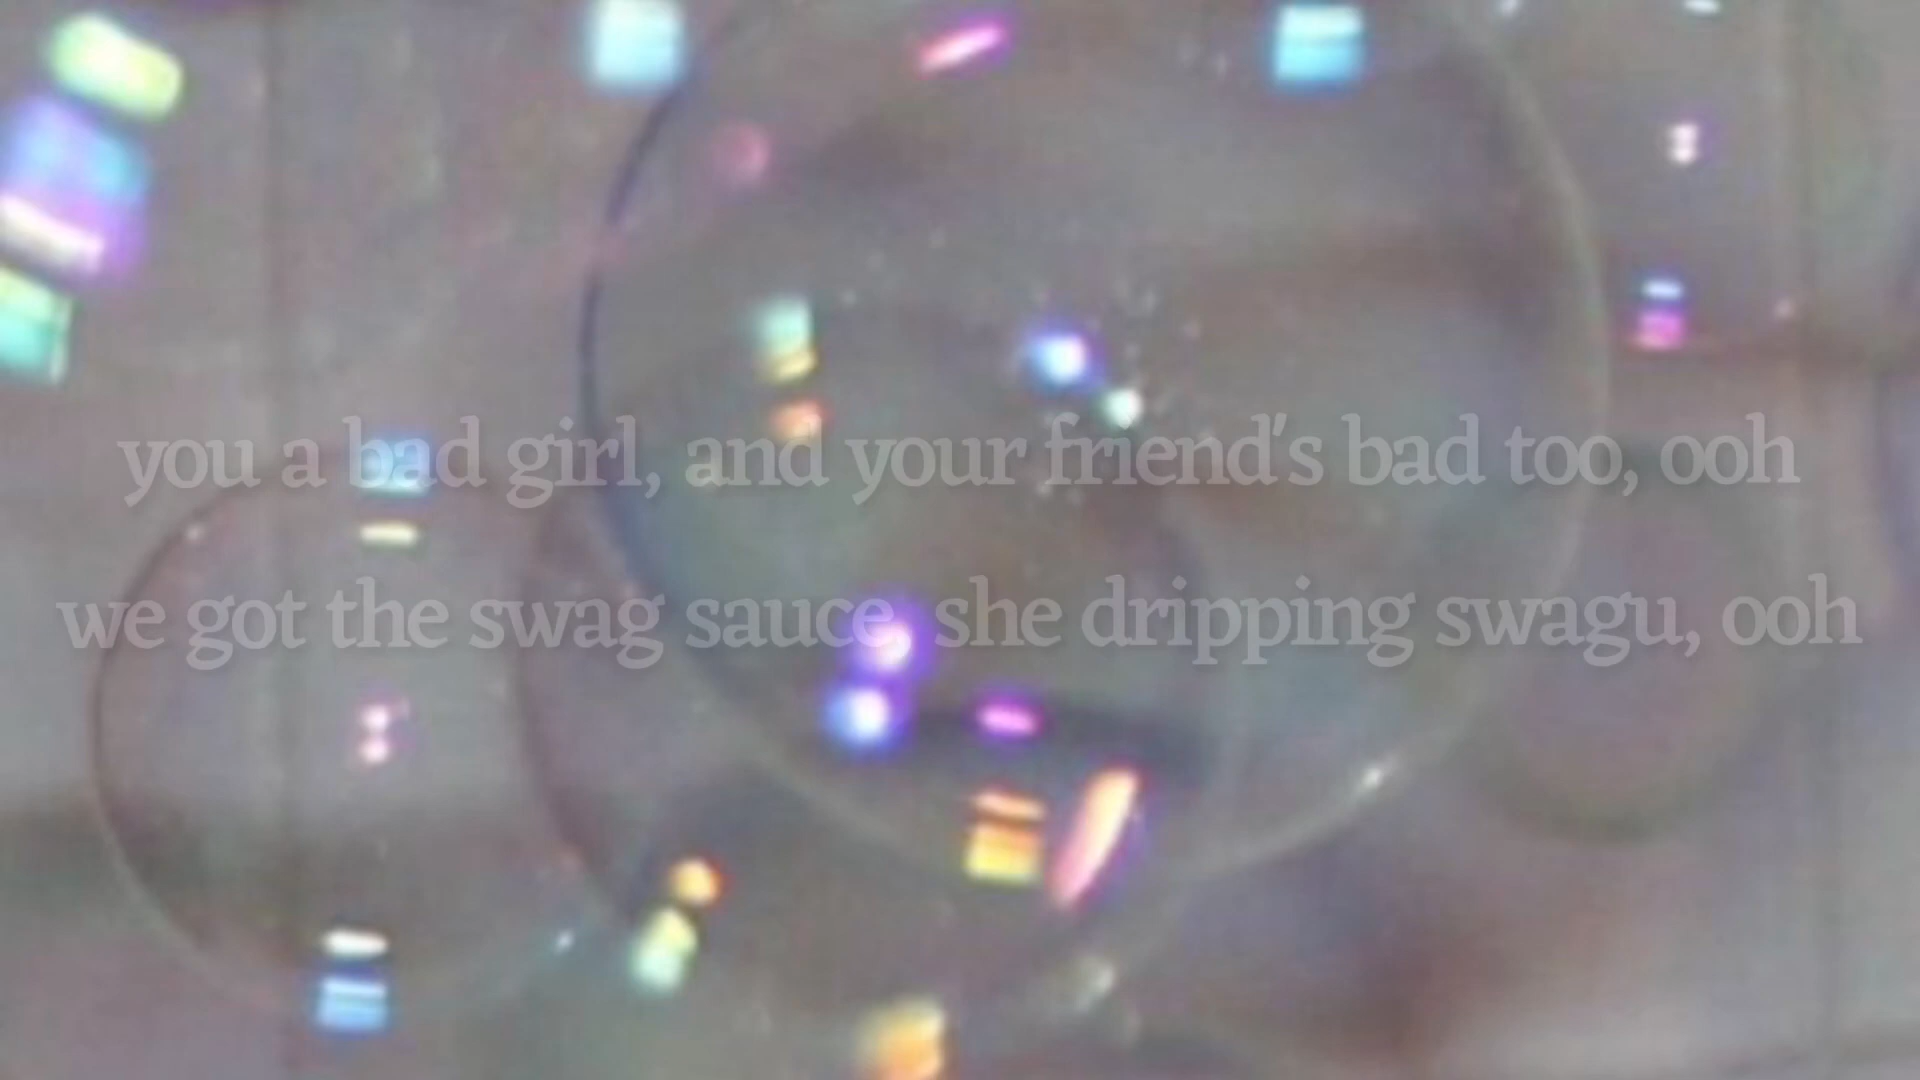 you a bad girl, and your friend's bad too, ooh
we got the swag sauce, she dripping swagu, ooh